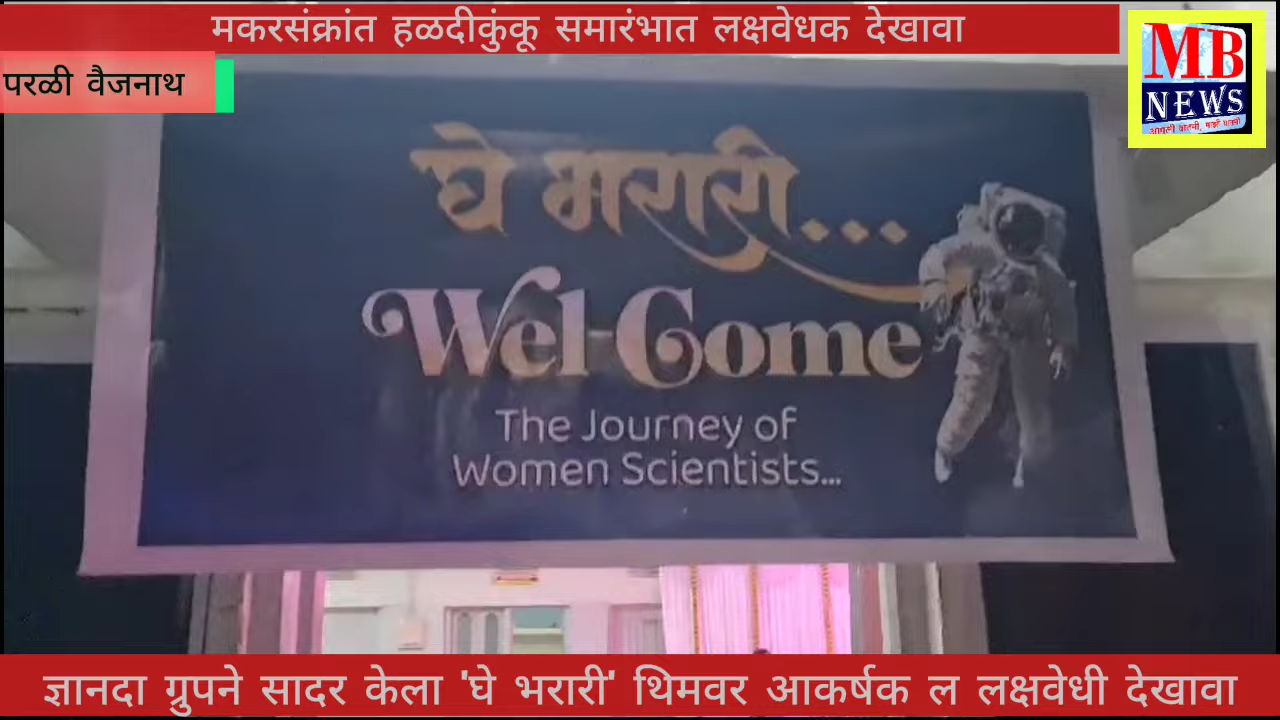 मकरसंक्रांत हळदीकुंकू समारंभात लक्षवेधक देखावा
परळी वैजनाथ
MB
NEWS
घे भरारी...
Wel-Come
The Journey of
Women Scientists...
ज्ञानदा ग्रुपने सादर केला 'घे भरारी' थिमवर आकर्षक ल लक्षवेधी देखावा